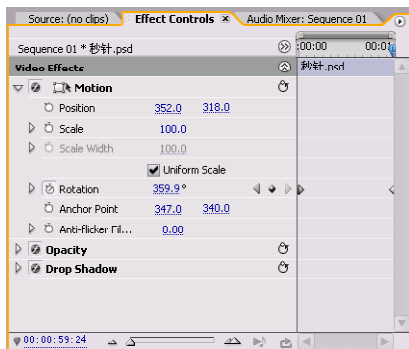 Source: (no clips) Effect Controls × Audio Mixer: Sequence 01
Sequence 01 * 秒针.psd :00:00 00:01
Video Effects 秒针.psd
Motion
Position 352.0 318.0
Scale 100.0
Scale Width 100.0
Uniform Scale
Rotation 359.9°
Anchor Point 347.0 340.0
Anti-flicker Fil... 0.00
Opacity
Drop Shadow
00:00:59:24